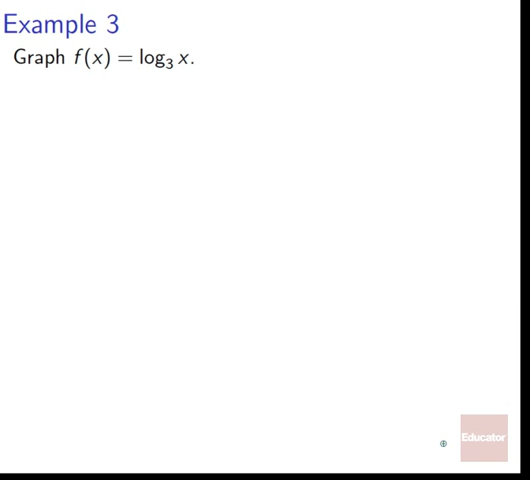 Example 3
Graph f(x) = log₃ x.
Educator